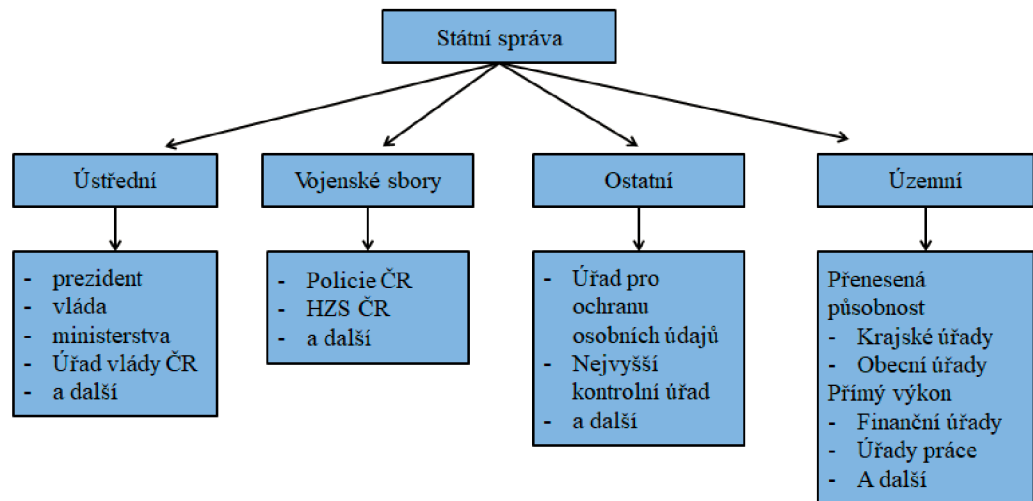 Státní správa
Ústřední
Vojenské sbory
Ostatní
Územní
- prezident
- vláda
- ministerstva
- Úřad vlády ČR
- a další
- Policie ČR
- HZS ČR
- a další
- Úřad pro
ochranu
osobních údajů
- Nejvyšší
kontrolní úřad
- a další
Přenesená
působnost
- Krajské úřady
- Obecní úřady
Přímý výkon
- Finanční úřady
- Úřady práce
- A další